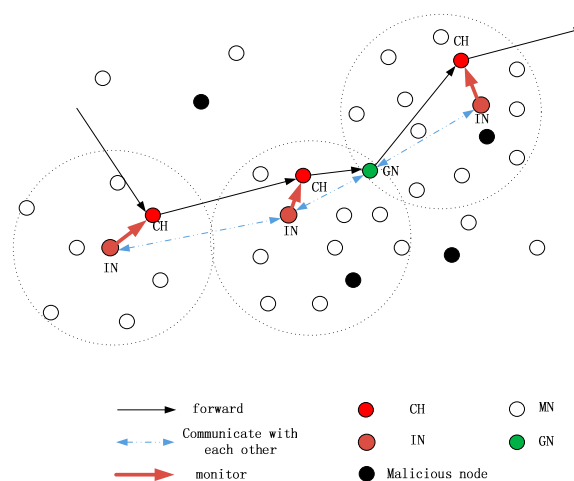 CH
IN
GN
CH
CH
IN
IN
forward
CH
MN
Communicate with
each other
IN
GN
monitor
Malicious node